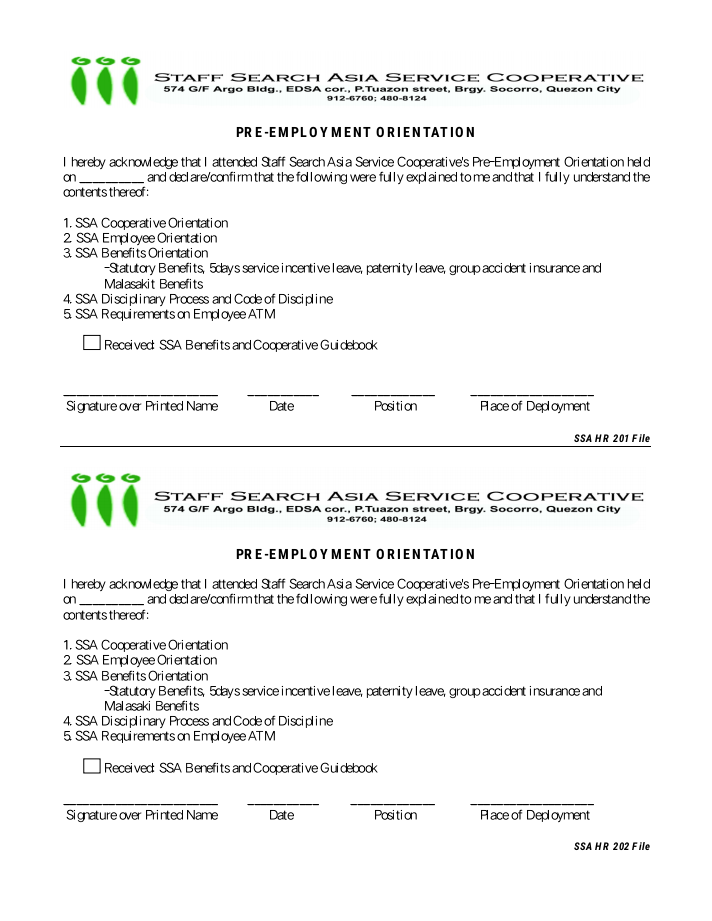 STAFF SEARCH ASIA SERVICE COOPERATIVE
574 G/F Argo Bldg., EDSA cor., P.Tuazon street, Brgy. Socorro, Quezon City
912-6760; 480-8124
PRE-EMPLOYMENT ORIENTATION
I hereby acknowledge that I attended Staff Search Asia Service Cooperative's Pre-Employment Orientation held
on __________ and declare/confirm that the following were fully explained to me and that I fully understand the
contents thereof:
1. SSA Cooperative Orientation
2. SSA Employee Orientation
3. SSA Benefits Orientation
-Statutory Benefits, 5days service incentive leave, paternity leave, group accident insurance and
Malasakit Benefits
4. SSA Disciplinary Process and Code of Discipline
5. SSA Requirements on Employee ATM
Received: SSA Benefits and Cooperative Guidebook
Signature over Printed Name Date Position Place of Deployment
SSA HR 201 File
STAFF SEARCH ASIA SERVICE COOPERATIVE
574 G/F Argo Bldg., EDSA cor., P.Tuazon street, Brgy. Socorro, Quezon City
912-6760; 480-8124
PRE-EMPLOYMENT ORIENTATION
I hereby acknowledge that I attended Staff Search Asia Service Cooperative's Pre-Employment Orientation held
on __________ and declare/confirm that the following were fully explained to me and that I fully understand the
contents thereof:
1. SSA Cooperative Orientation
2. SSA Employee Orientation
3. SSA Benefits Orientation
-Statutory Benefits, 5days service incentive leave, paternity leave, group accident insurance and
Malasaki Benefits
4. SSA Disciplinary Process and Code of Discipline
5. SSA Requirements on Employee ATM
Received: SSA Benefits and Cooperative Guidebook
Signature over Printed Name Date Position Place of Deployment
SSA HR 202 File